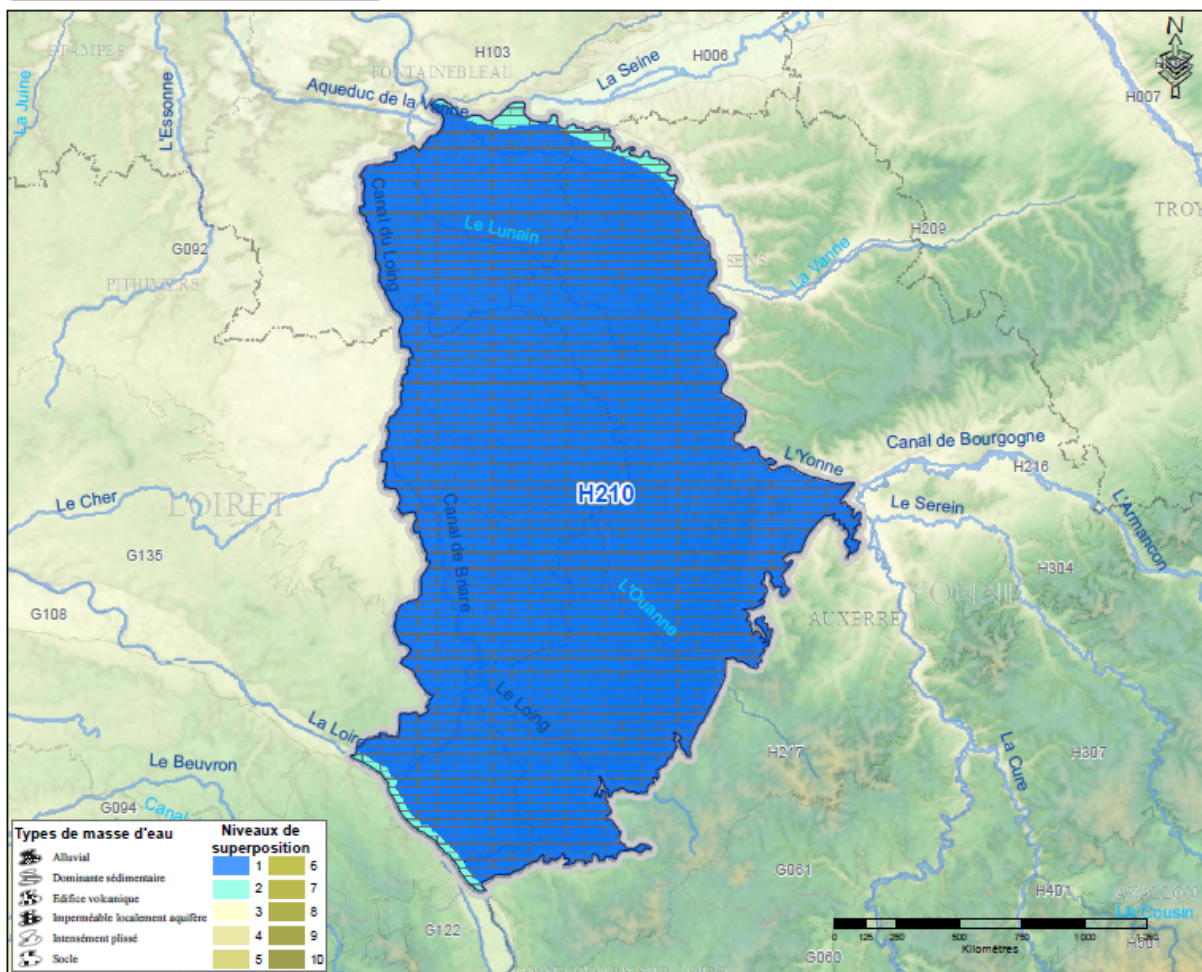 N
H103
H006
ETAMPES
FONTAINEBLEAU
La Seine
H007
La Juine
L'Essonne
Aqueduc de la Vanne
Canal du Loing
Le Lunain
TROY
H209
G092
SENS
La Vanne
PITHIVIERS
L'Yonne
Canal de Bourgogne
H216
H210
Le Cher
LOIRET
Le Serein
L'Armançon
G135
Canal de Briare
H304
L'Ouanne
YONNE
AUXERRE
G108
Le Loing
La Loire
H217
H307
Le Beuvron
La Cure
G094
G061
H401
AVALLON
Le Cousin
H501
G122
G060
0 125 250 500 750 1 000 1 250
Kilomètres
Types de masse d'eau
Alluvial
Dominante sédimentaire
Edifice volcanique
Imperméable localement aquifère
Intensément plissé
Socle
Niveaux de
superposition
1 6
2 7
3 8
4 9
5 10